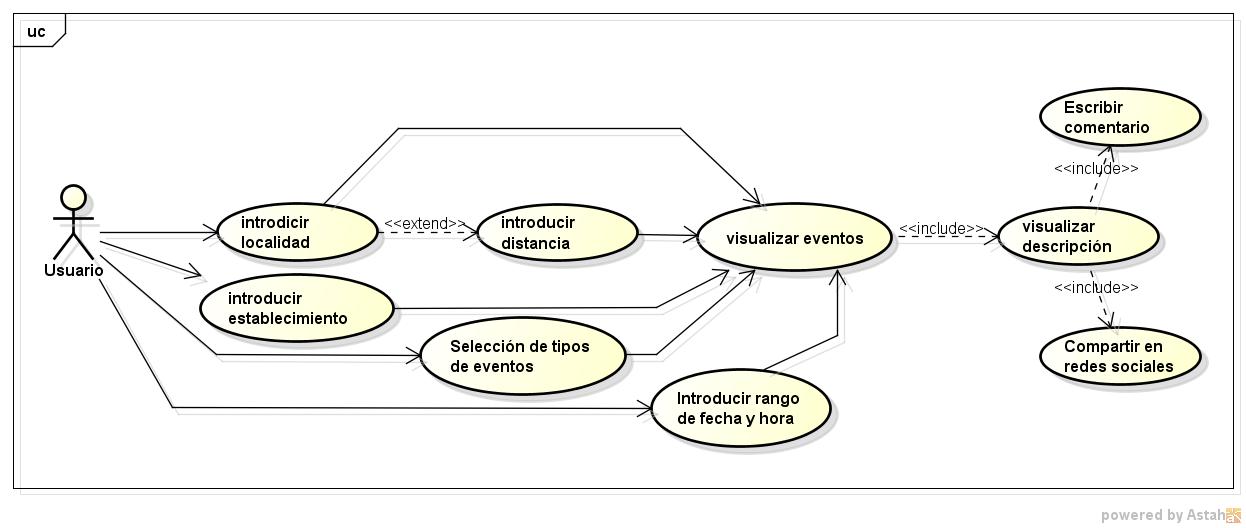 uc
Escribir
comentario
<<include>>
introdicir
localidad
<<extend>>
introducir
distancia
visualizar eventos
<<include>>
visualizar
descripción
Usuario
<<include>>
introducir
establecimiento
Selección de tipos
de eventos
Compartir en
redes sociales
Introducir rango
de fecha y hora
powered by Astah